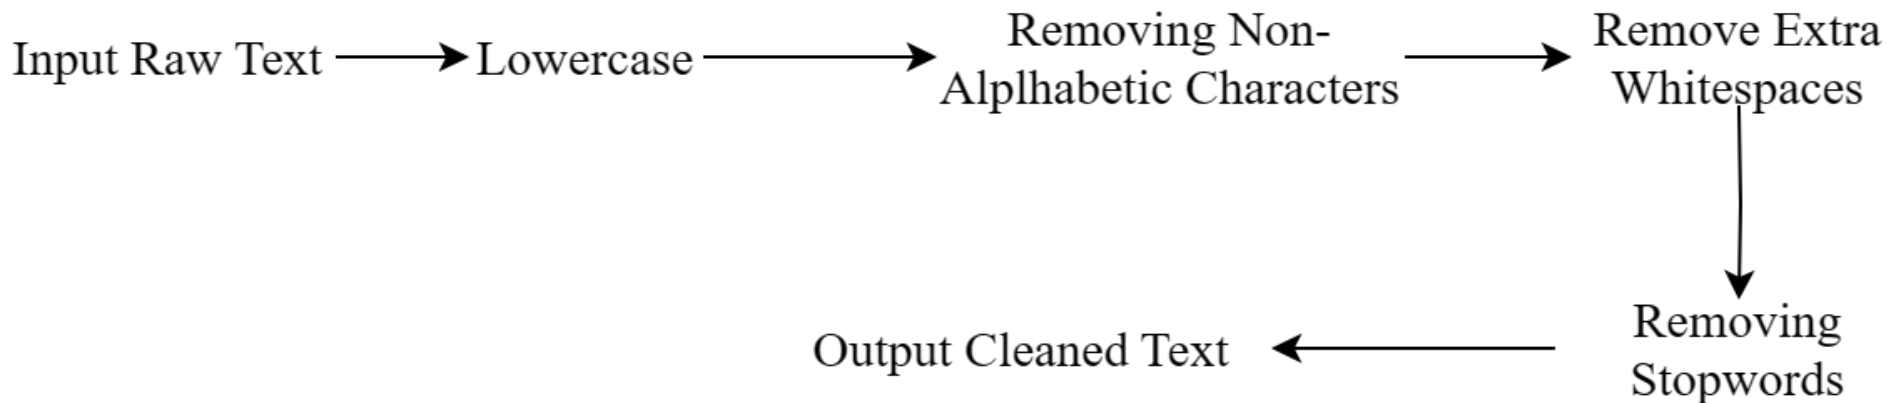 Input Raw Text
Lowercase
Removing Non-
Alplhabetic Characters
Remove Extra
Whitespaces
Removing
Stopwords
Output Cleaned Text